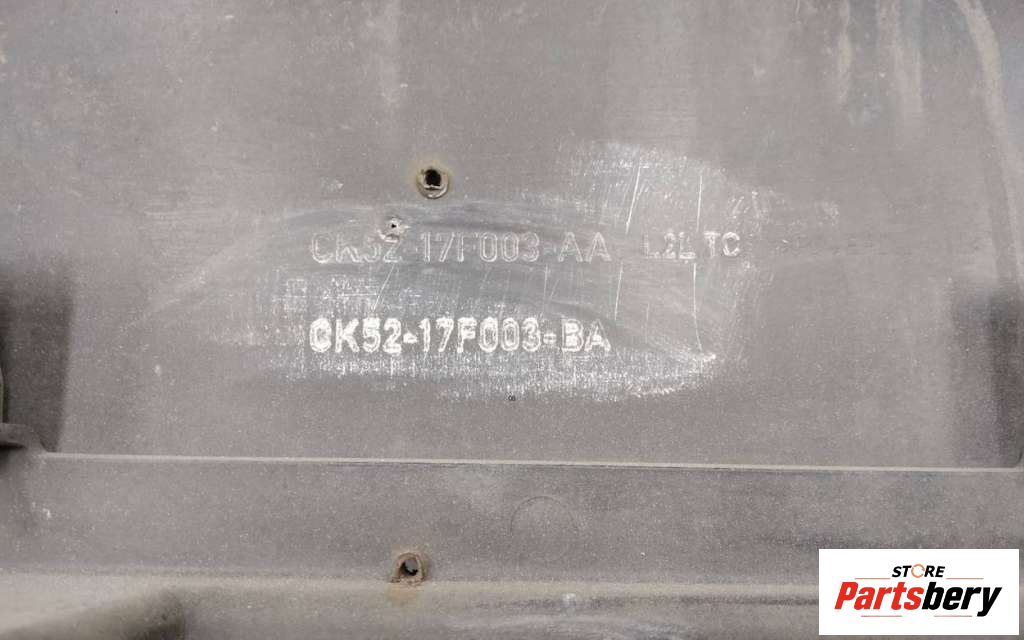 CK52-17F003-AA L2L TC
CK52-17F003-BA
STORE
Partsbery